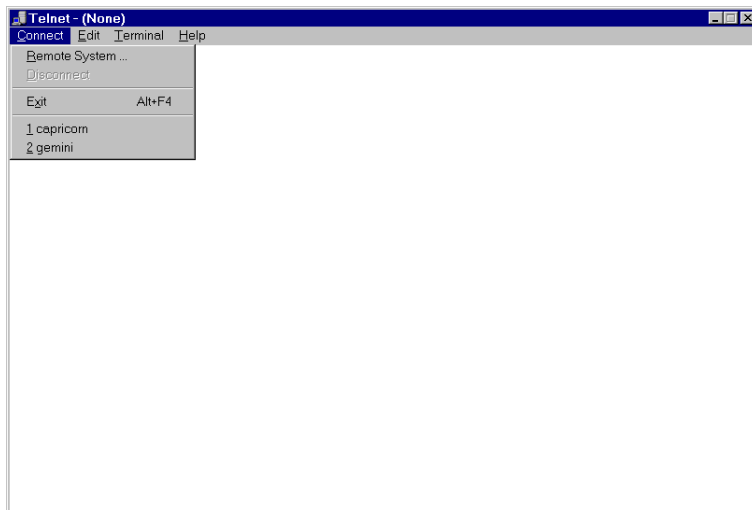 Telnet - (None)
Connect Edit Terminal Help
Remote System ...
Disconnect
Exit Alt+F4
1 capricorn
2 gemini